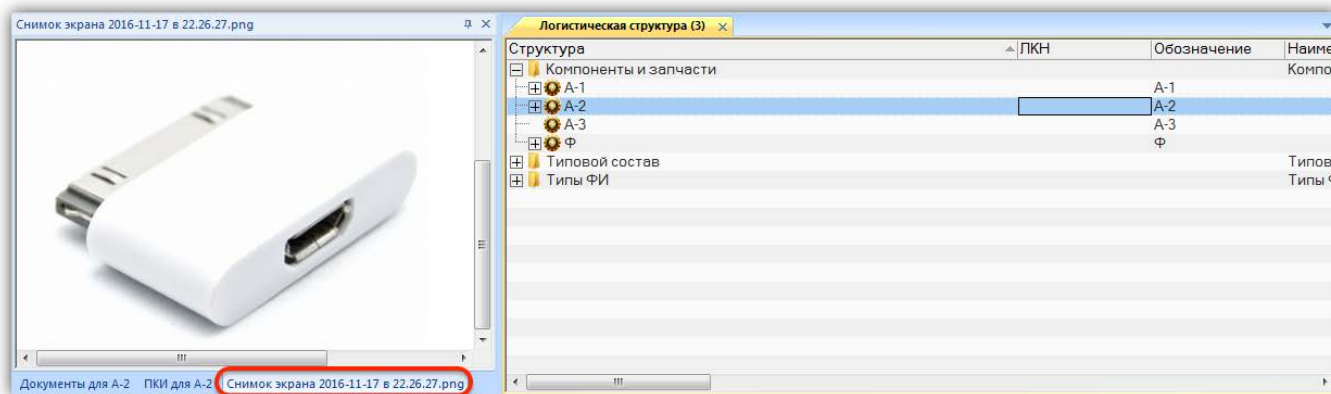 Снимок экрана 2016-11-17 в 22.26.27.png
Документы для А-2 ПКИ для А-2 Снимок экрана 2016-11-17 в 22.26.27.png
Логистическая структура (3)
Структура ЛКН Обозначение Наиме
Компоненты и запчасти Компо
А-1 А-1
А-2 А-2
А-3 А-3
Ф Ф
Типовой состав Типов
Типы ФИ Типы